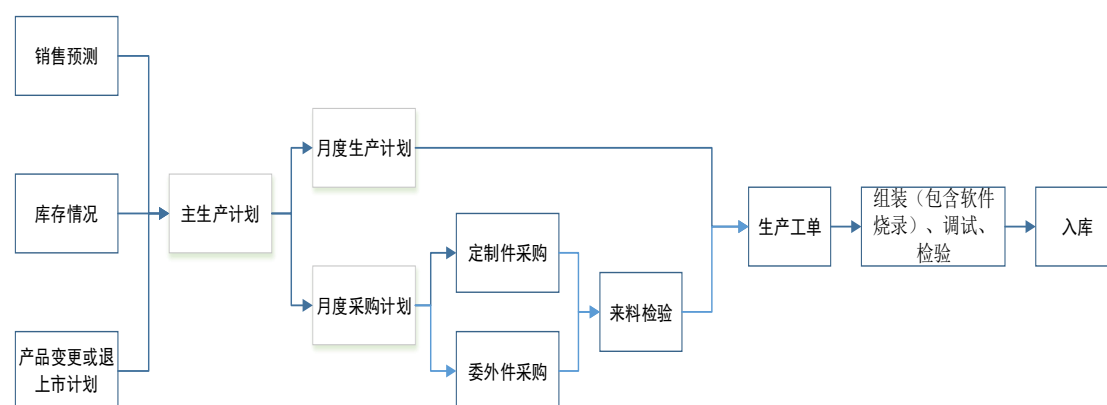 销售预测
库存情况
产品变更或退
上市计划
主生产计划
月度生产计划
月度采购计划
定制件采购
委外件采购
来料检验
生产工单
组装（包含软件
烧录）、调试、
检验
入库